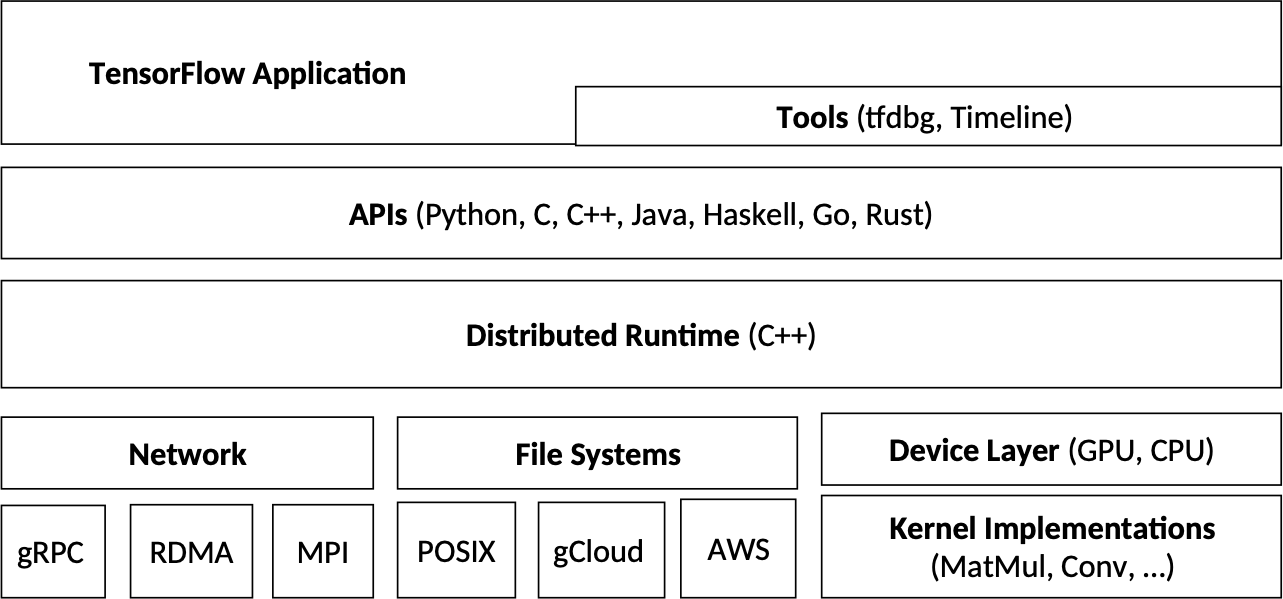 TensorFlow Application
Tools (tfdbg, Timeline)
APIs (Python, C, C++, Java, Haskell, Go, Rust)
Distributed Runtime (C++)
Network
File Systems
Device Layer (GPU, CPU)
gRPC
RDMA
MPI
POSIX
gCloud
AWS
Kernel Implementations
(MatMul, Conv, ...)